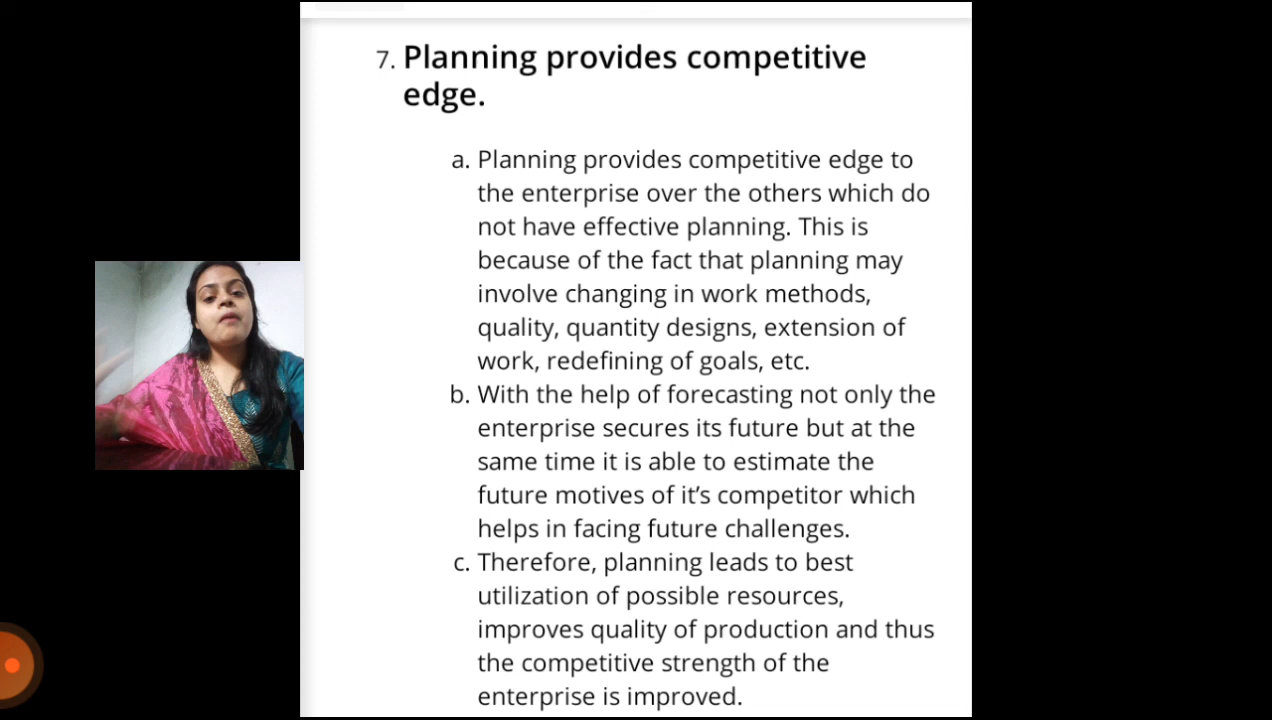 7. Planning provides competitive
edge.
a. Planning provides competitive edge to
the enterprise over the others which do
not have effective planning. This is
because of the fact that planning may
involve changing in work methods,
quality, quantity designs, extension of
work, redefining of goals, etc.
b. With the help of forecasting not only the
enterprise secures its future but at the
same time it is able to estimate the
future motives of it’s competitor which
helps in facing future challenges.
c. Therefore, planning leads to best
utilization of possible resources,
improves quality of production and thus
the competitive strength of the
enterprise is improved.